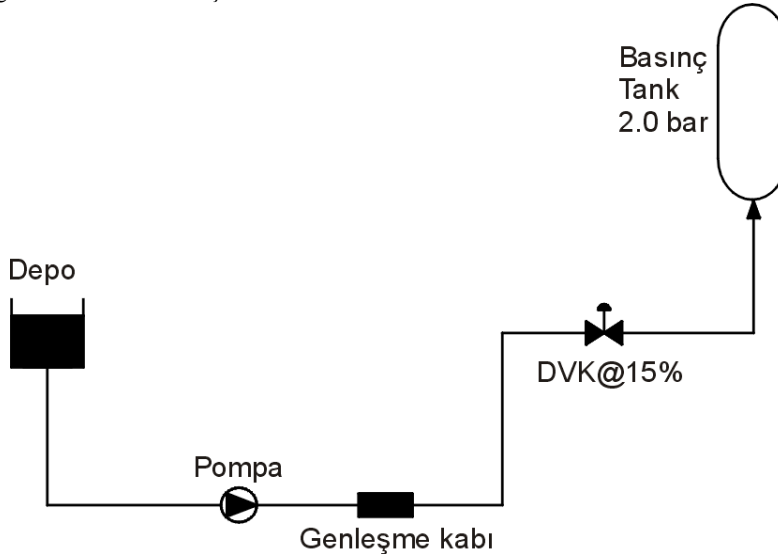 Basınç
Tank
2.0 bar
Depo
DVK@15%
Pompa
Genleşme kabı